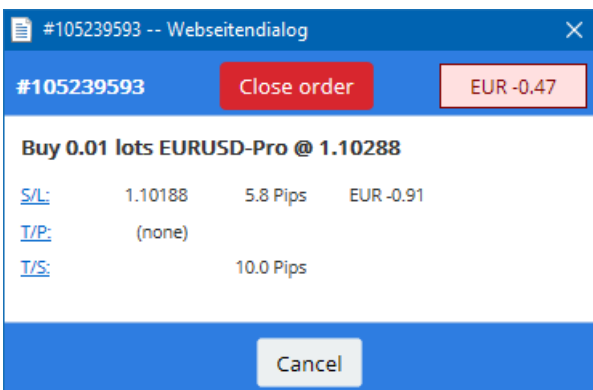 #105239593 -- Webseitendialog
#105239593 Close order EUR -0.47
Buy 0.01 lots EURUSD-Pro @ 1.10288
S/L: 1.10188 5.8 Pips EUR -0.91
T/P: (none)
T/S: 10.0 Pips
Cancel